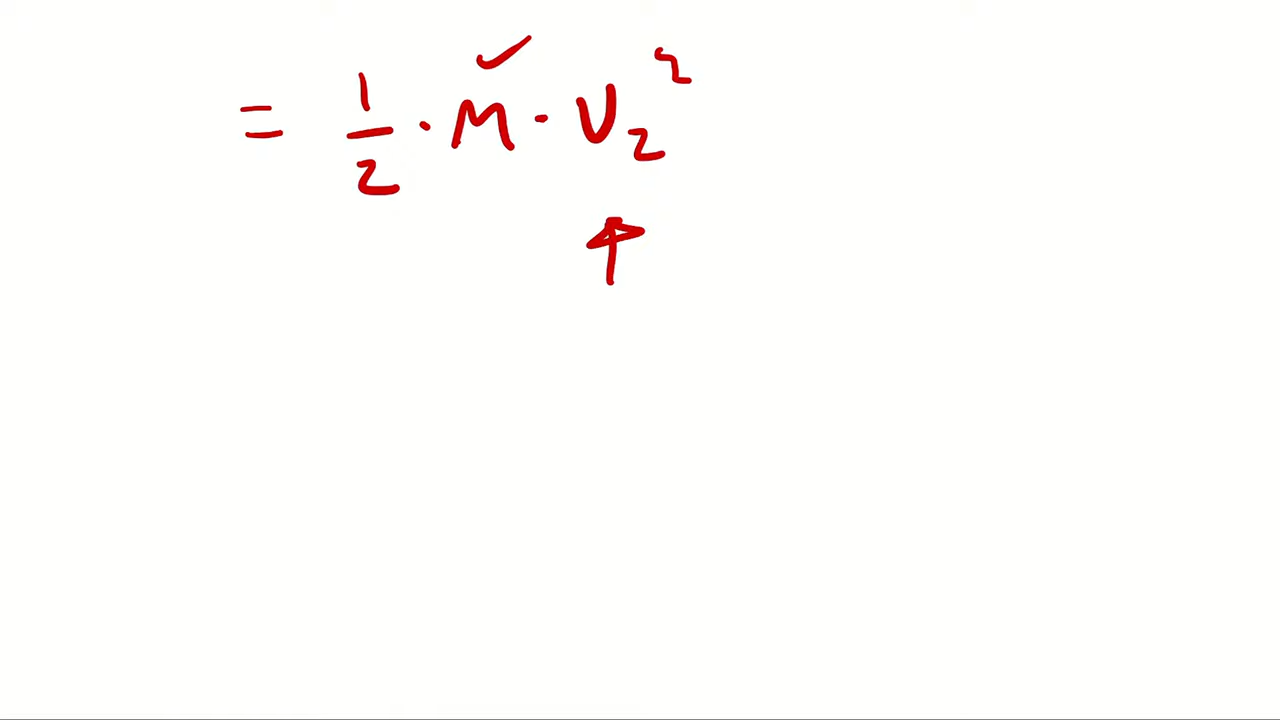 = 1/2 · M · V₂²